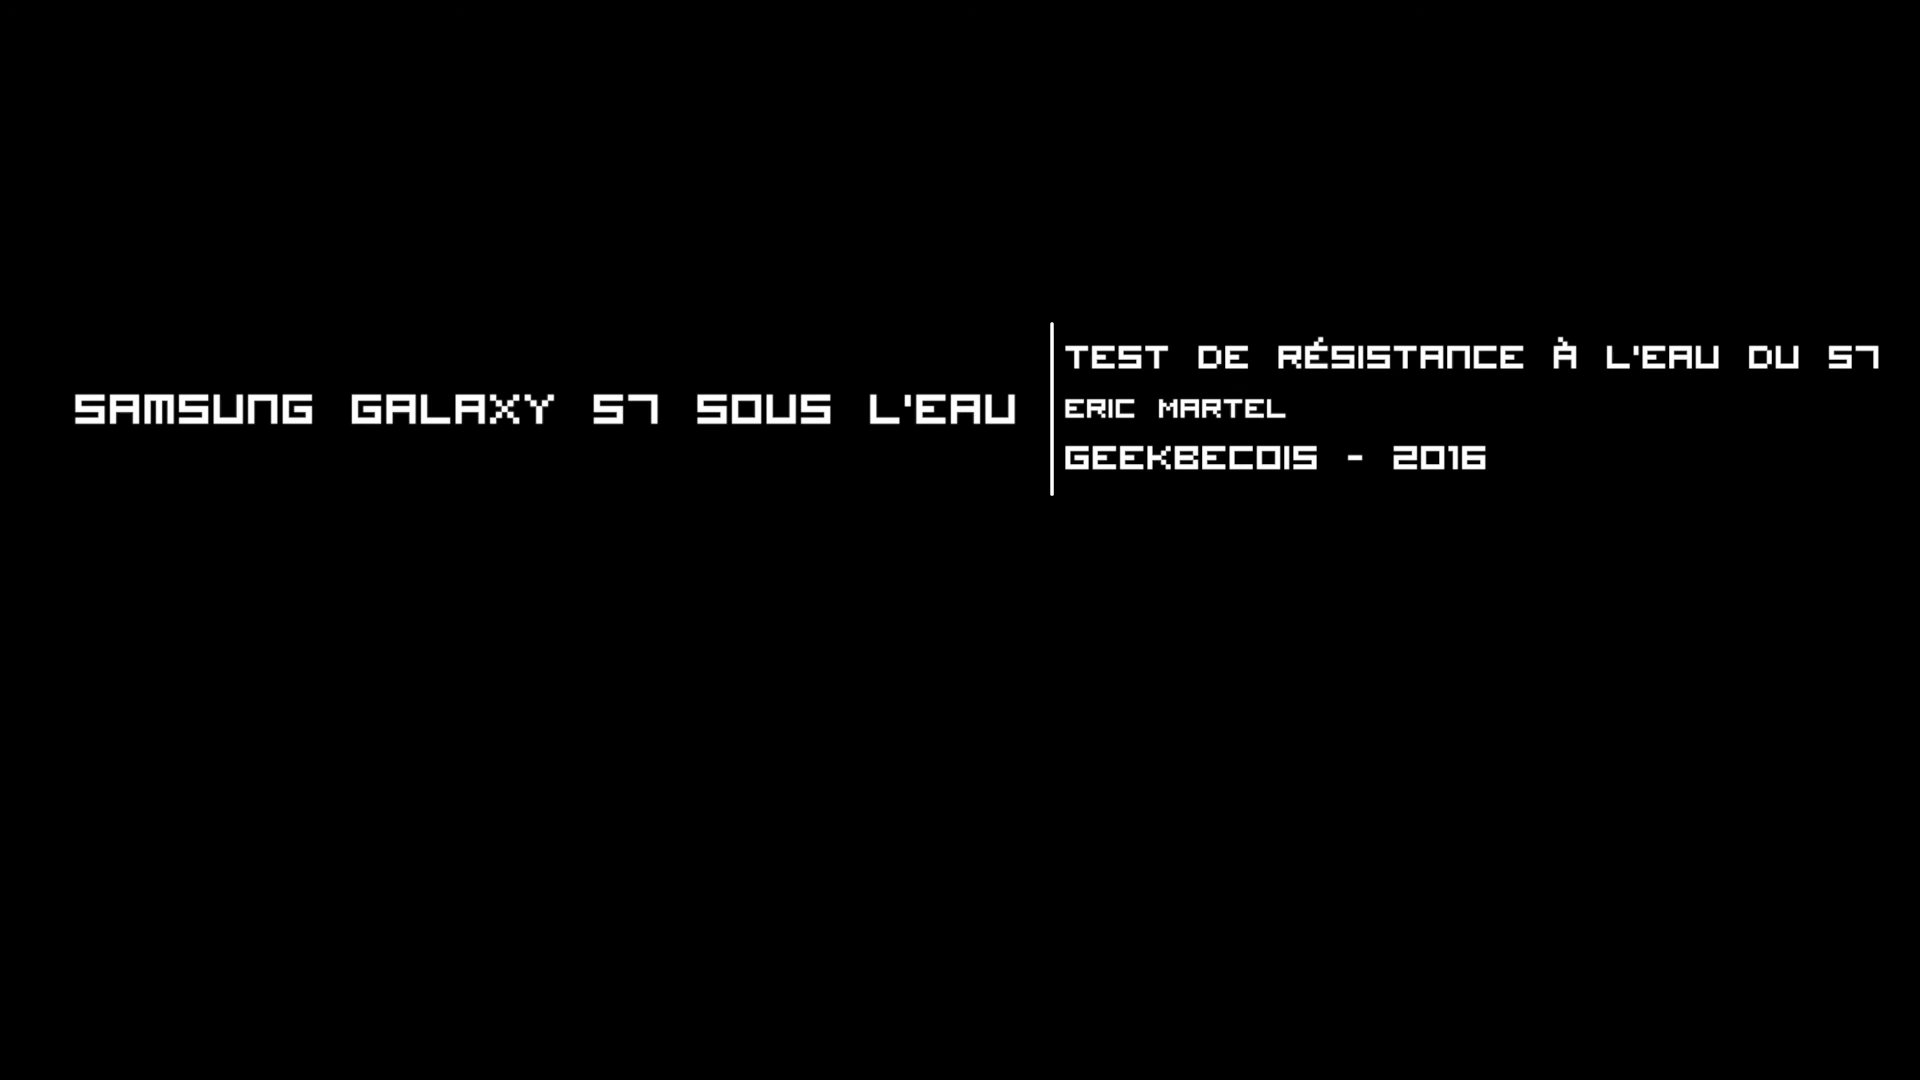 SAMSUNG GALAXY S7 SOUS L'EAU
TEST DE RÉSISTANCE À L'EAU DU S7
ERIC MARTEL
GEEKBECOIS - 2016